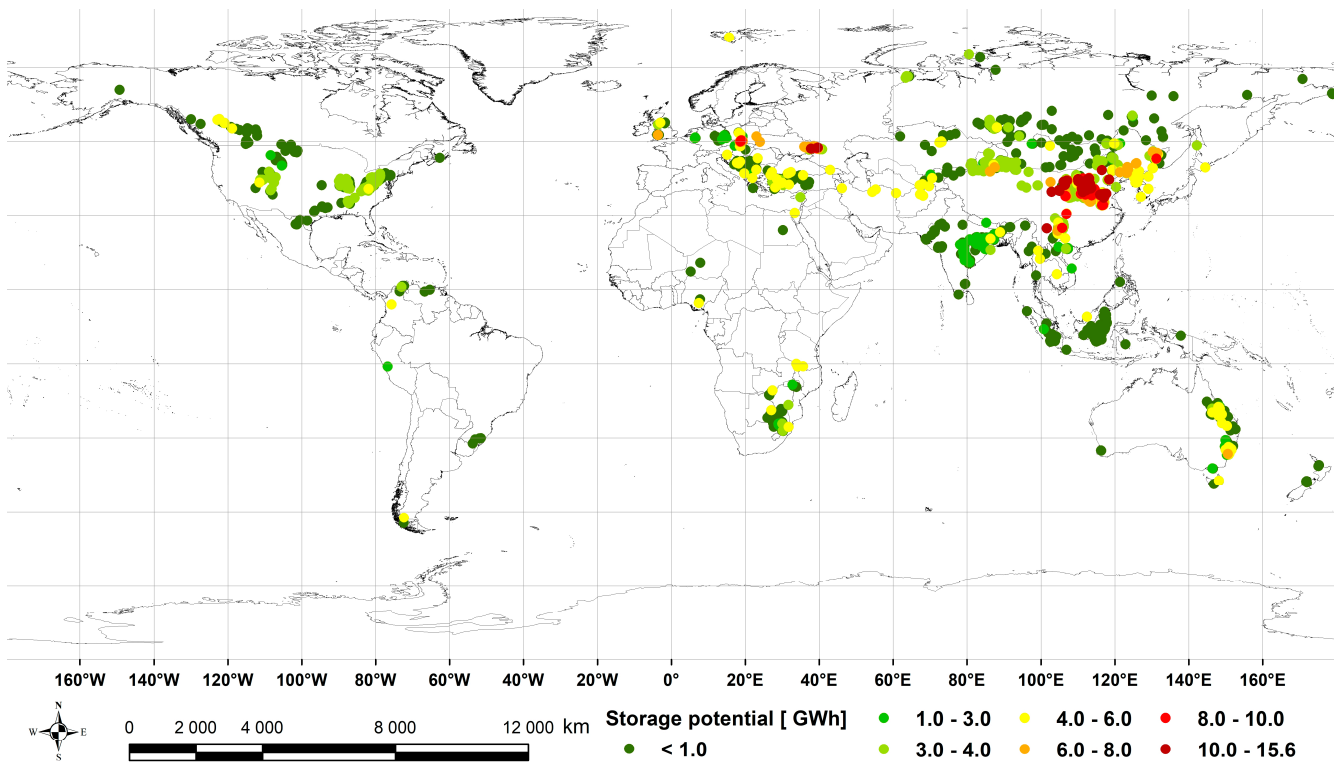 160°W 140°W 120°W 100°W 80°W 60°W 40°W 20°W 0° 20°E 40°E 60°E 80°E 100°E 120°E 140°E 160°E
N
W E
S
0 2 000 4 000 8 000 12 000 km
Storage potential [ GWh]
< 1.0
1.0 - 3.0
3.0 - 4.0
4.0 - 6.0
6.0 - 8.0
8.0 - 10.0
10.0 - 15.6